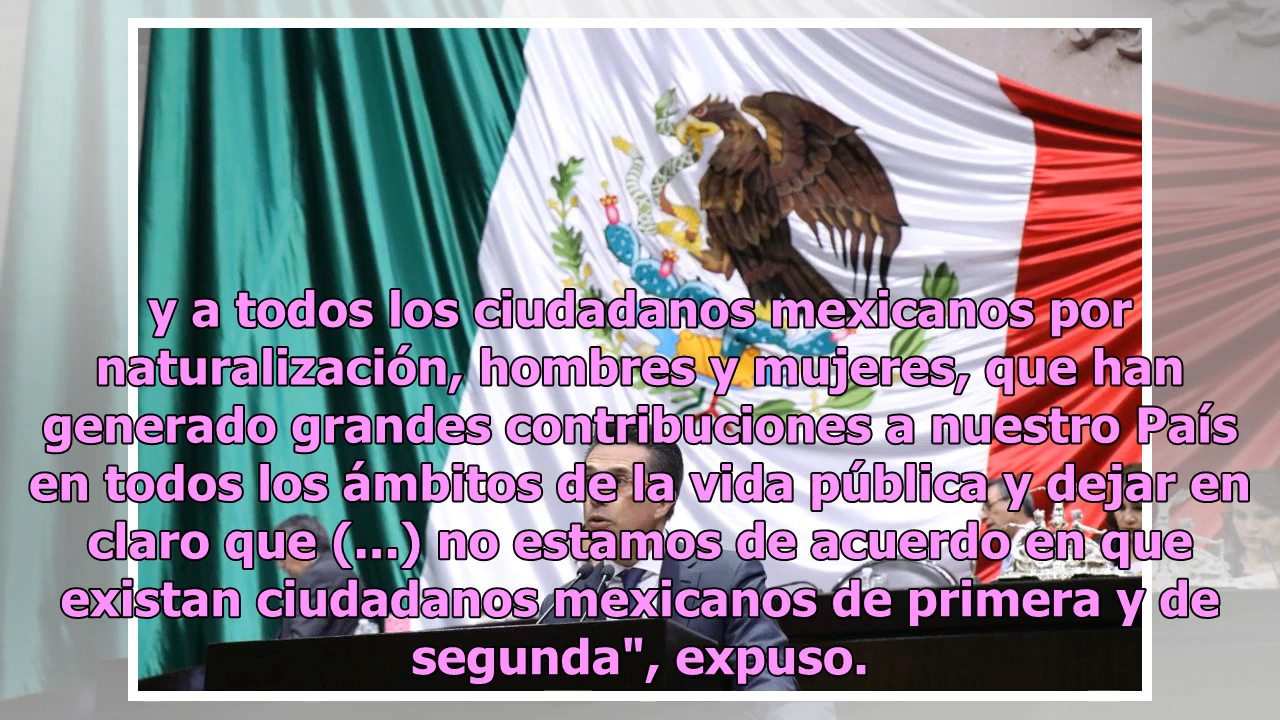 y a todos los ciudadanos mexicanos por
naturalización, hombres y mujeres, que han
generado grandes contribuciones a nuestro País
en todos los ámbitos de la vida pública y dejar en
claro que (...) no estamos de acuerdo en que
existan ciudadanos mexicanos de primera y de
segunda", expuso.